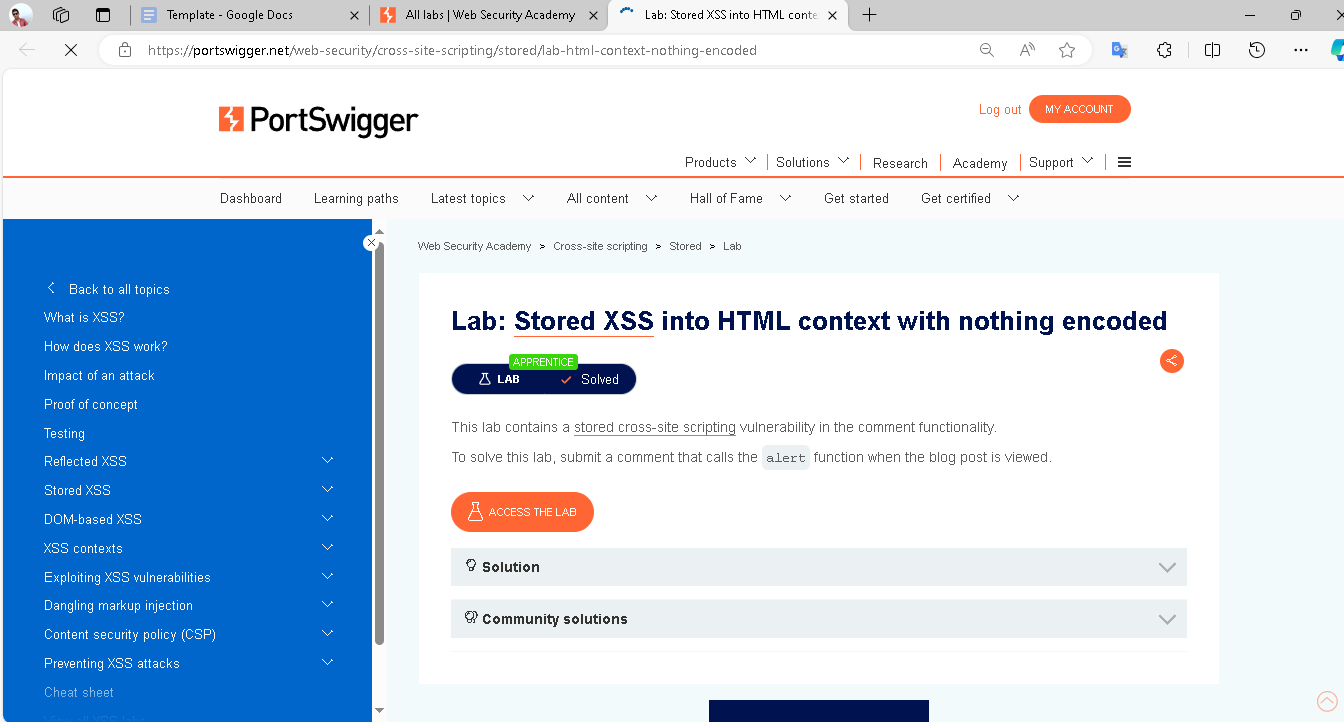 Template - Google Docs
All labs | Web Security Academy
Lab: Stored XSS into HTML conte
https://portswigger.net/web-security/cross-site-scripting/stored/lab-html-context-nothing-encoded
PortSwigger
Log out
MY ACCOUNT
Products
Solutions
Research
Academy
Support
Dashboard
Learning paths
Latest topics
All content
Hall of Fame
Get started
Get certified
Back to all topics
What is XSS?
How does XSS work?
Impact of an attack
Proof of concept
Testing
Reflected XSS
Stored XSS
DOM-based XSS
XSS contexts
Exploiting XSS vulnerabilities
Dangling markup injection
Content security policy (CSP)
Preventing XSS attacks
Cheat sheet
Web Security Academy » Cross-site scripting » Stored » Lab
Lab: Stored XSS into HTML context with nothing encoded
APPRENTICE
LAB
Solved
This lab contains a stored cross-site scripting vulnerability in the comment functionality.
To solve this lab, submit a comment that calls the alert function when the blog post is viewed.
ACCESS THE LAB
Solution
Community solutions